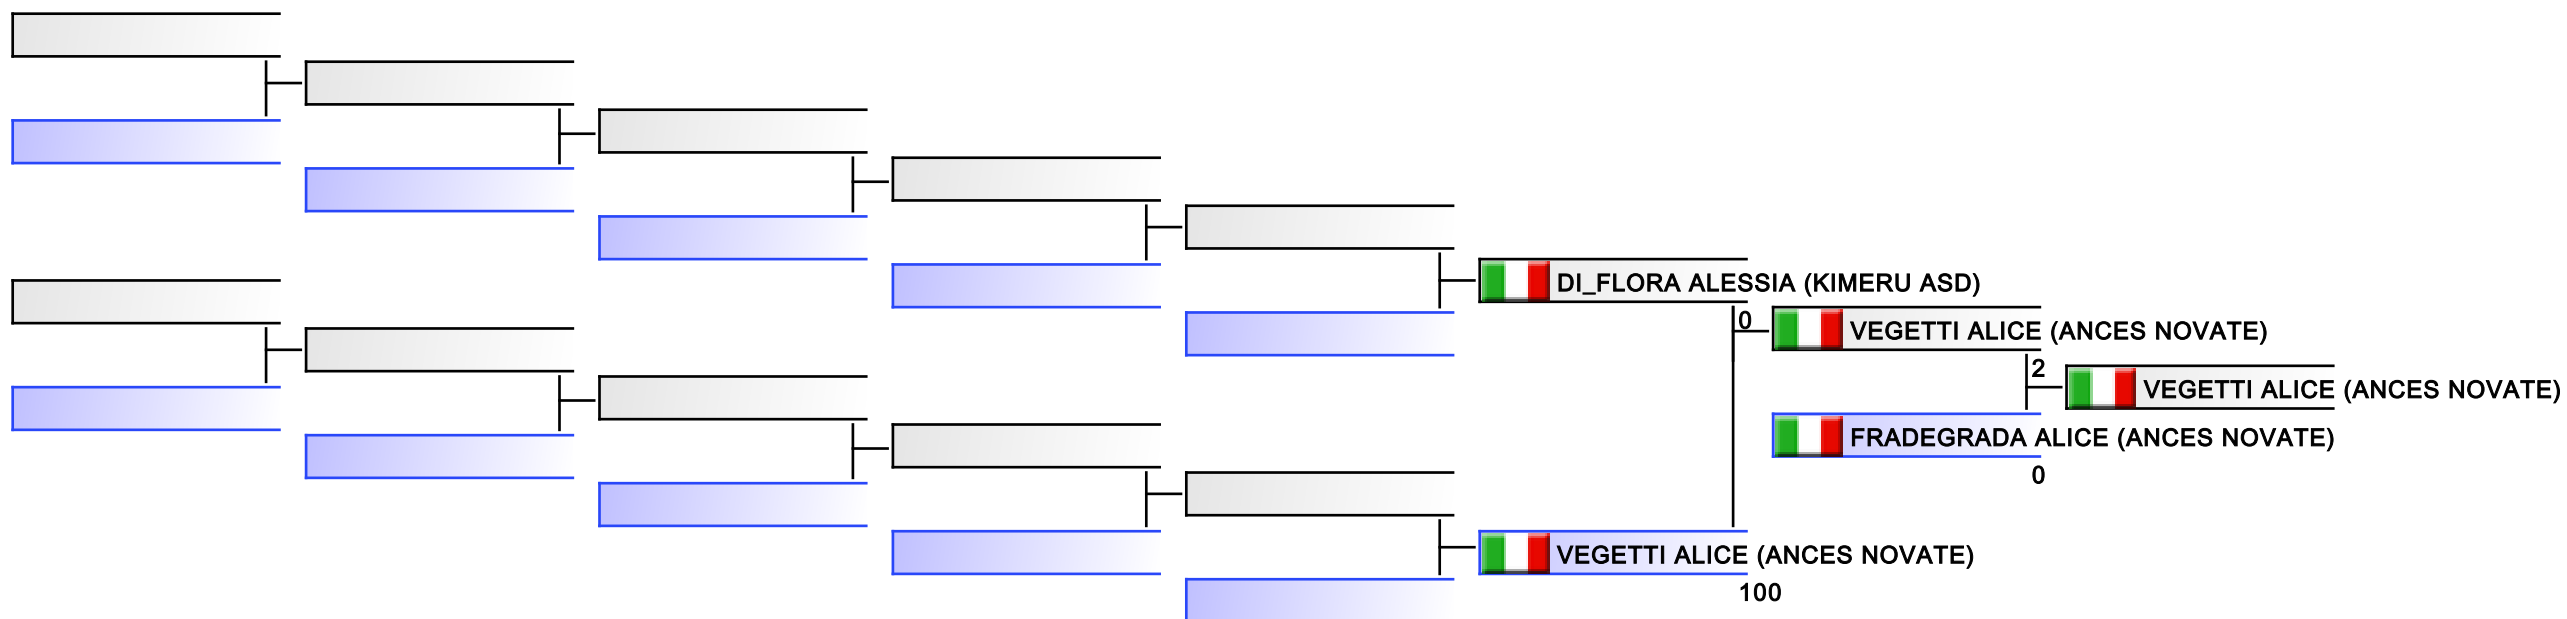 DI_FLORA ALESSIA (KIMERU ASD)
0
VEGETTI ALICE (ANCES NOVATE)
2
VEGETTI ALICE (ANCES NOVATE)
FRADEGRADA ALICE (ANCES NOVATE)
0
VEGETTI ALICE (ANCES NOVATE)
100